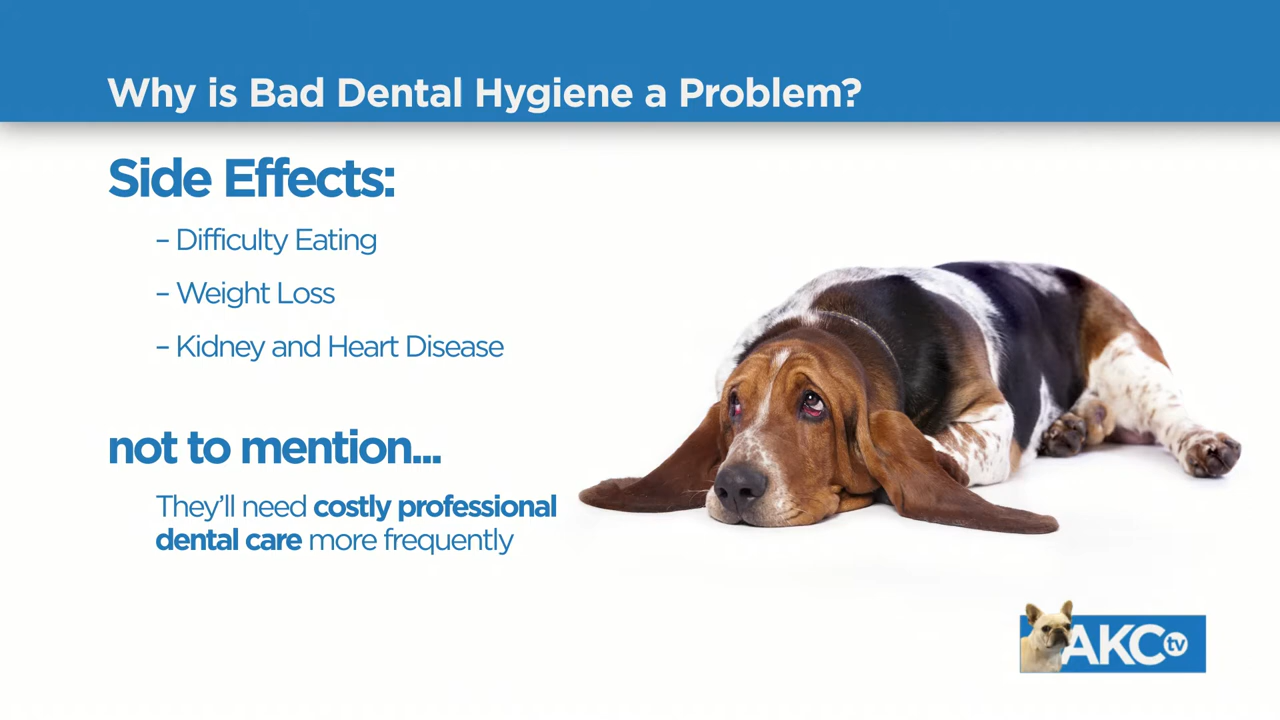 Why is Bad Dental Hygiene a Problem?
Side Effects:
– Difficulty Eating
– Weight Loss
– Kidney and Heart Disease
not to mention...
They'll need costly professional
dental care more frequently
AKC tv